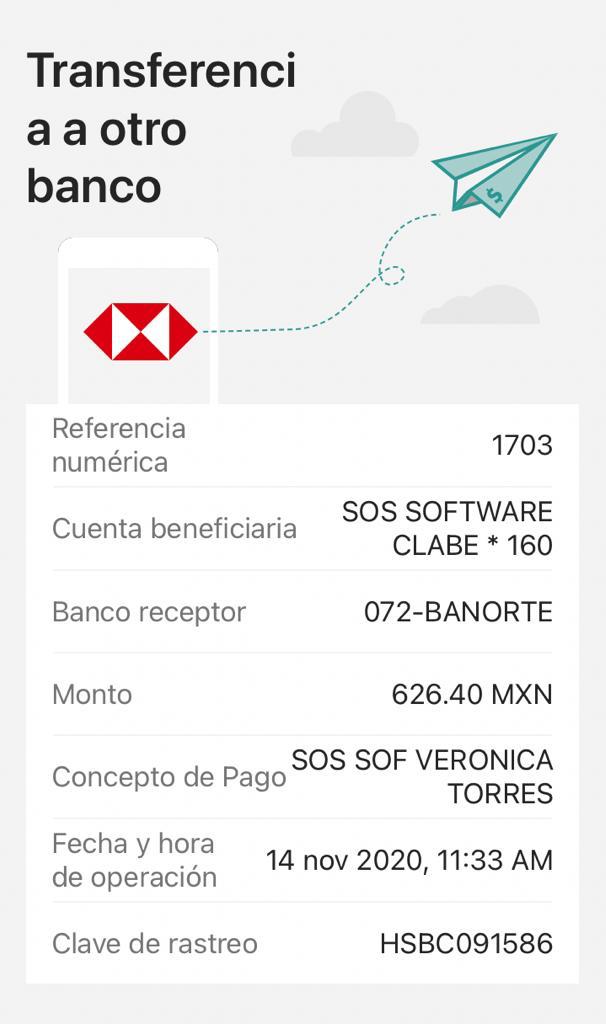 Transferenci
a a otro
banco
$
Referencia
numérica
1703
Cuenta beneficiaria
SOS SOFTWARE
CLABE * 160
Banco receptor
072-BANORTE
Monto
626.40 MXN
Concepto de Pago
SOS SOF VERONICA
TORRES
Fecha y hora
de operación
14 nov 2020, 11:33 AM
Clave de rastreo
HSBC091586